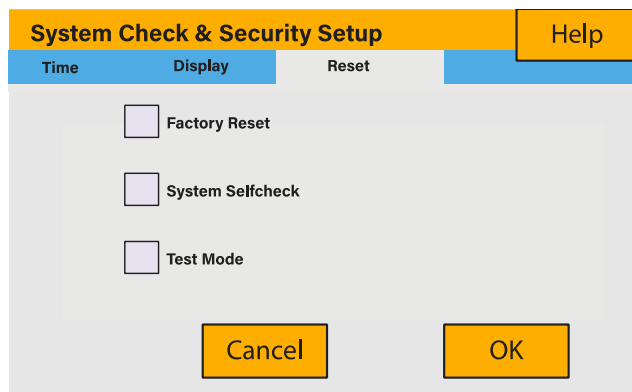 System Check & Security Setup
Help
Time Display Reset
Factory Reset
System Selfcheck
Test Mode
Cancel OK